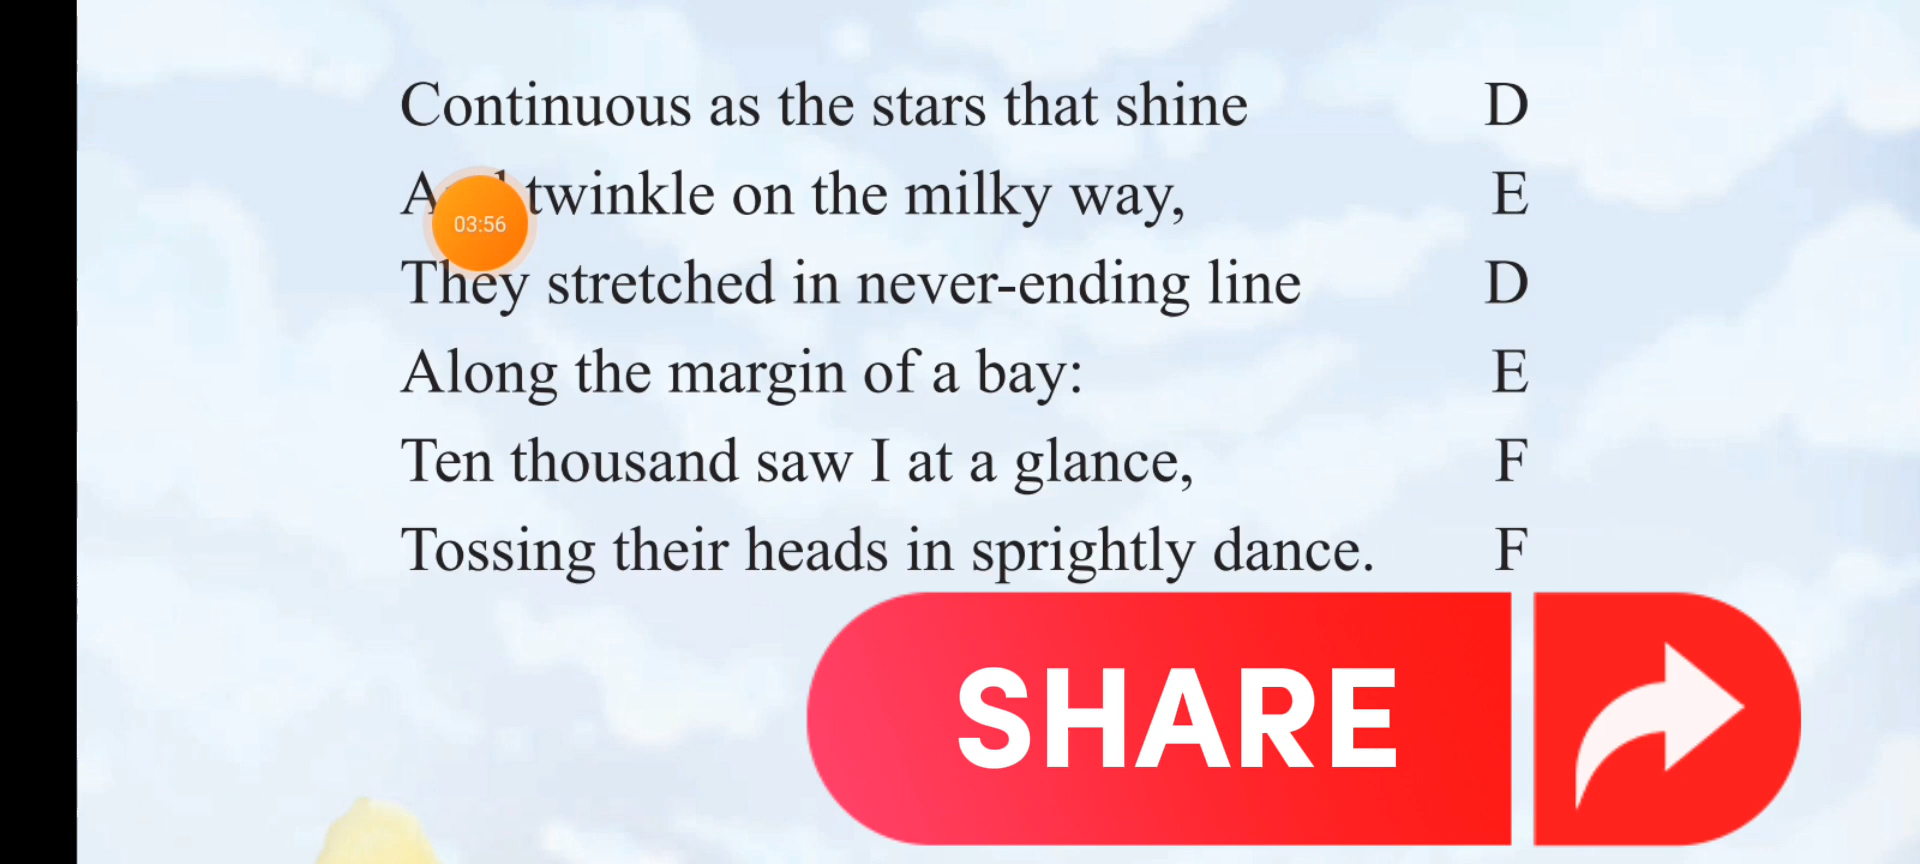 Continuous as the stars that shine D
twinkle on the milky way, E
03:56
They stretched in never-ending line D
Along the margin of a bay: E
Ten thousand saw I at a glance, F
Tossing their heads in sprightly dance. F
SHARE